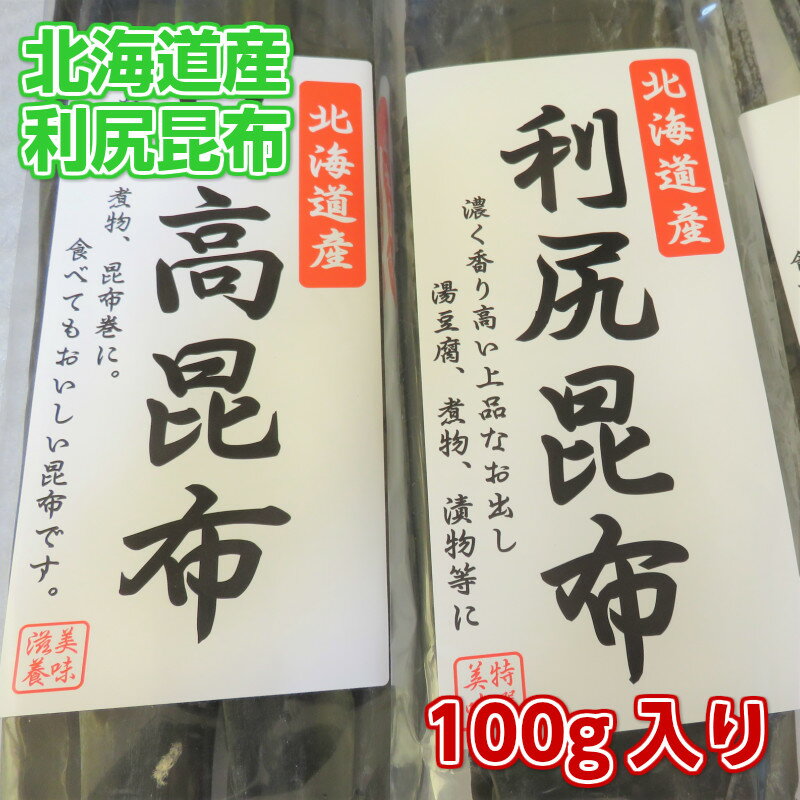 北海道産
利尻昆布
北海道産
高昆布
煮物、昆布巻に。
食べてもおいしい昆布です。
美味
滋養
北海道産
利尻昆布
濃く香り高い上品なお出し
湯豆腐、煮物、漬物等に
特
美
100g入り